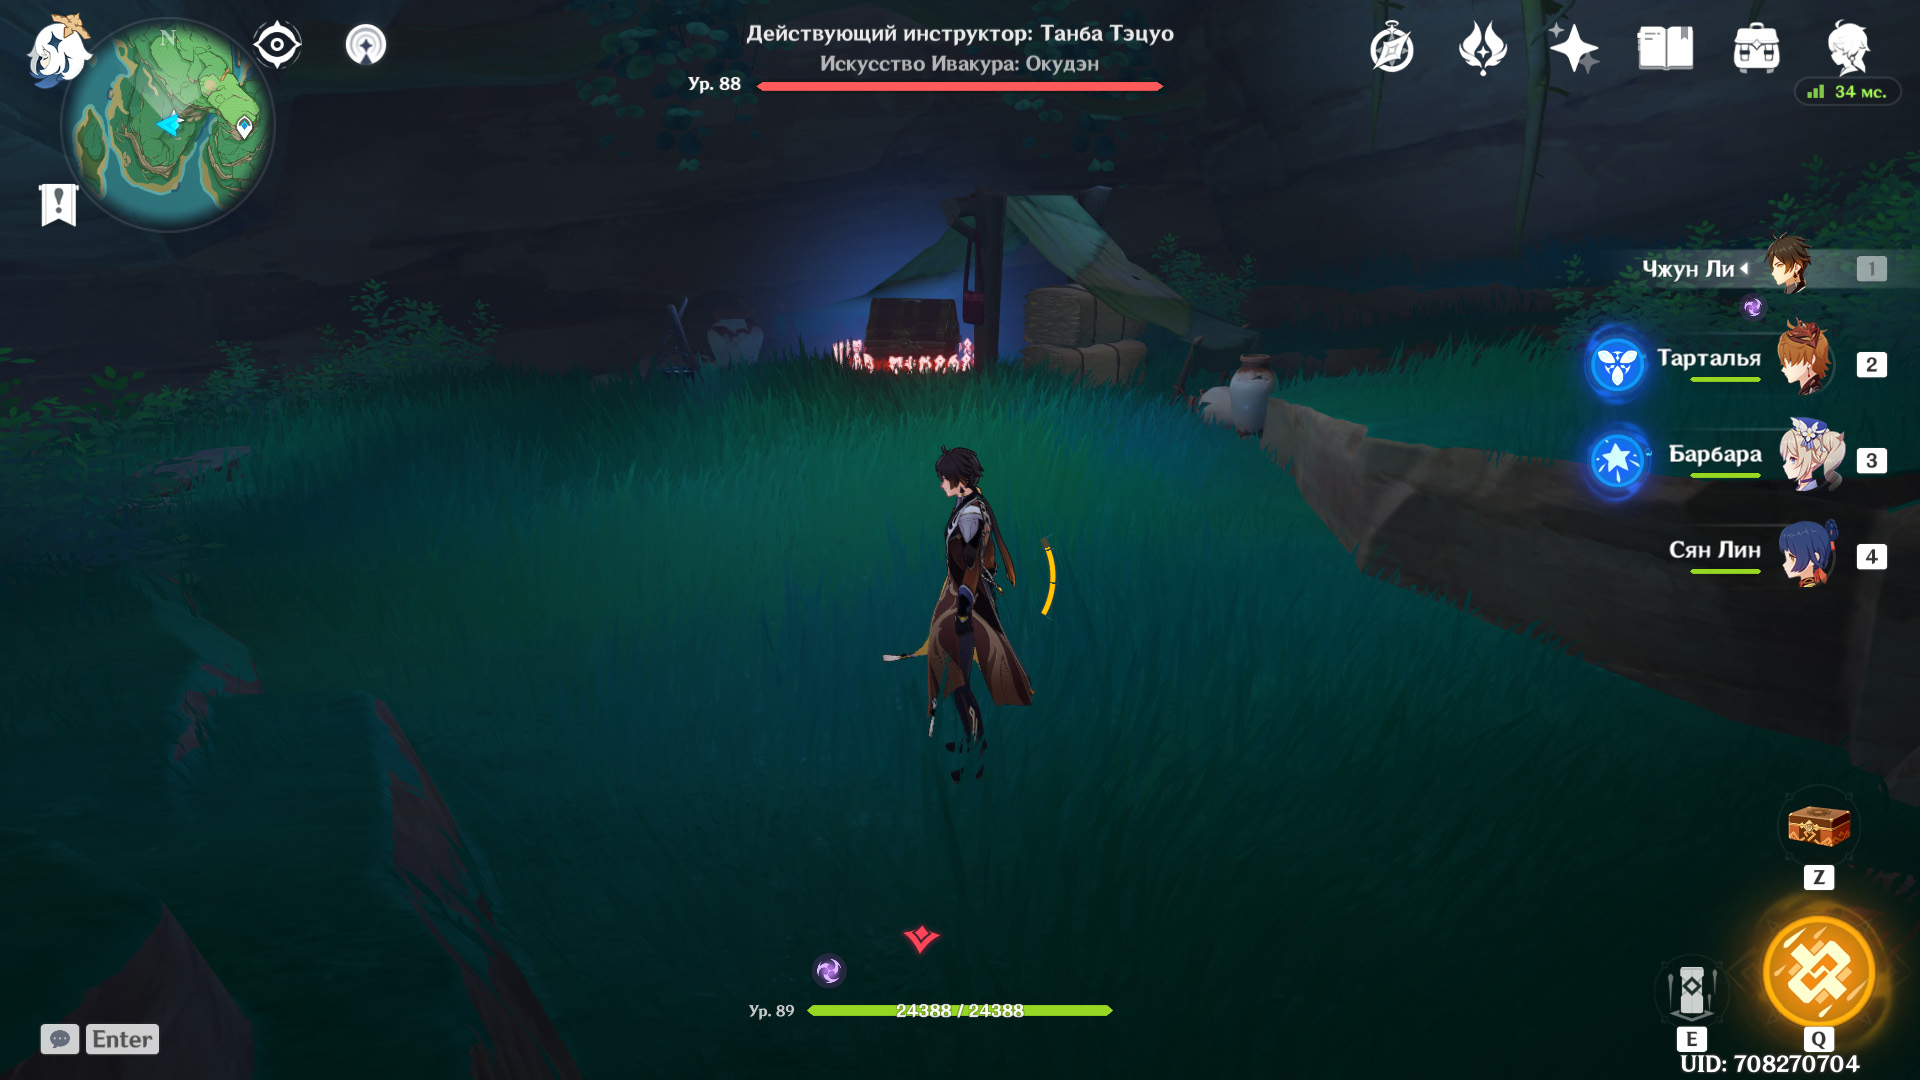 N
Действующий инструктор: Танба Тэцуо
Искусство Ивакура: Окудэн
Ур. 88
34 мс.
Чжун Ли
1
Тарталья
2
Барбара
3
Сян Лин
4
Z
Ур. 89
24388 / 24388
Enter
E
Q
UID: 708270704